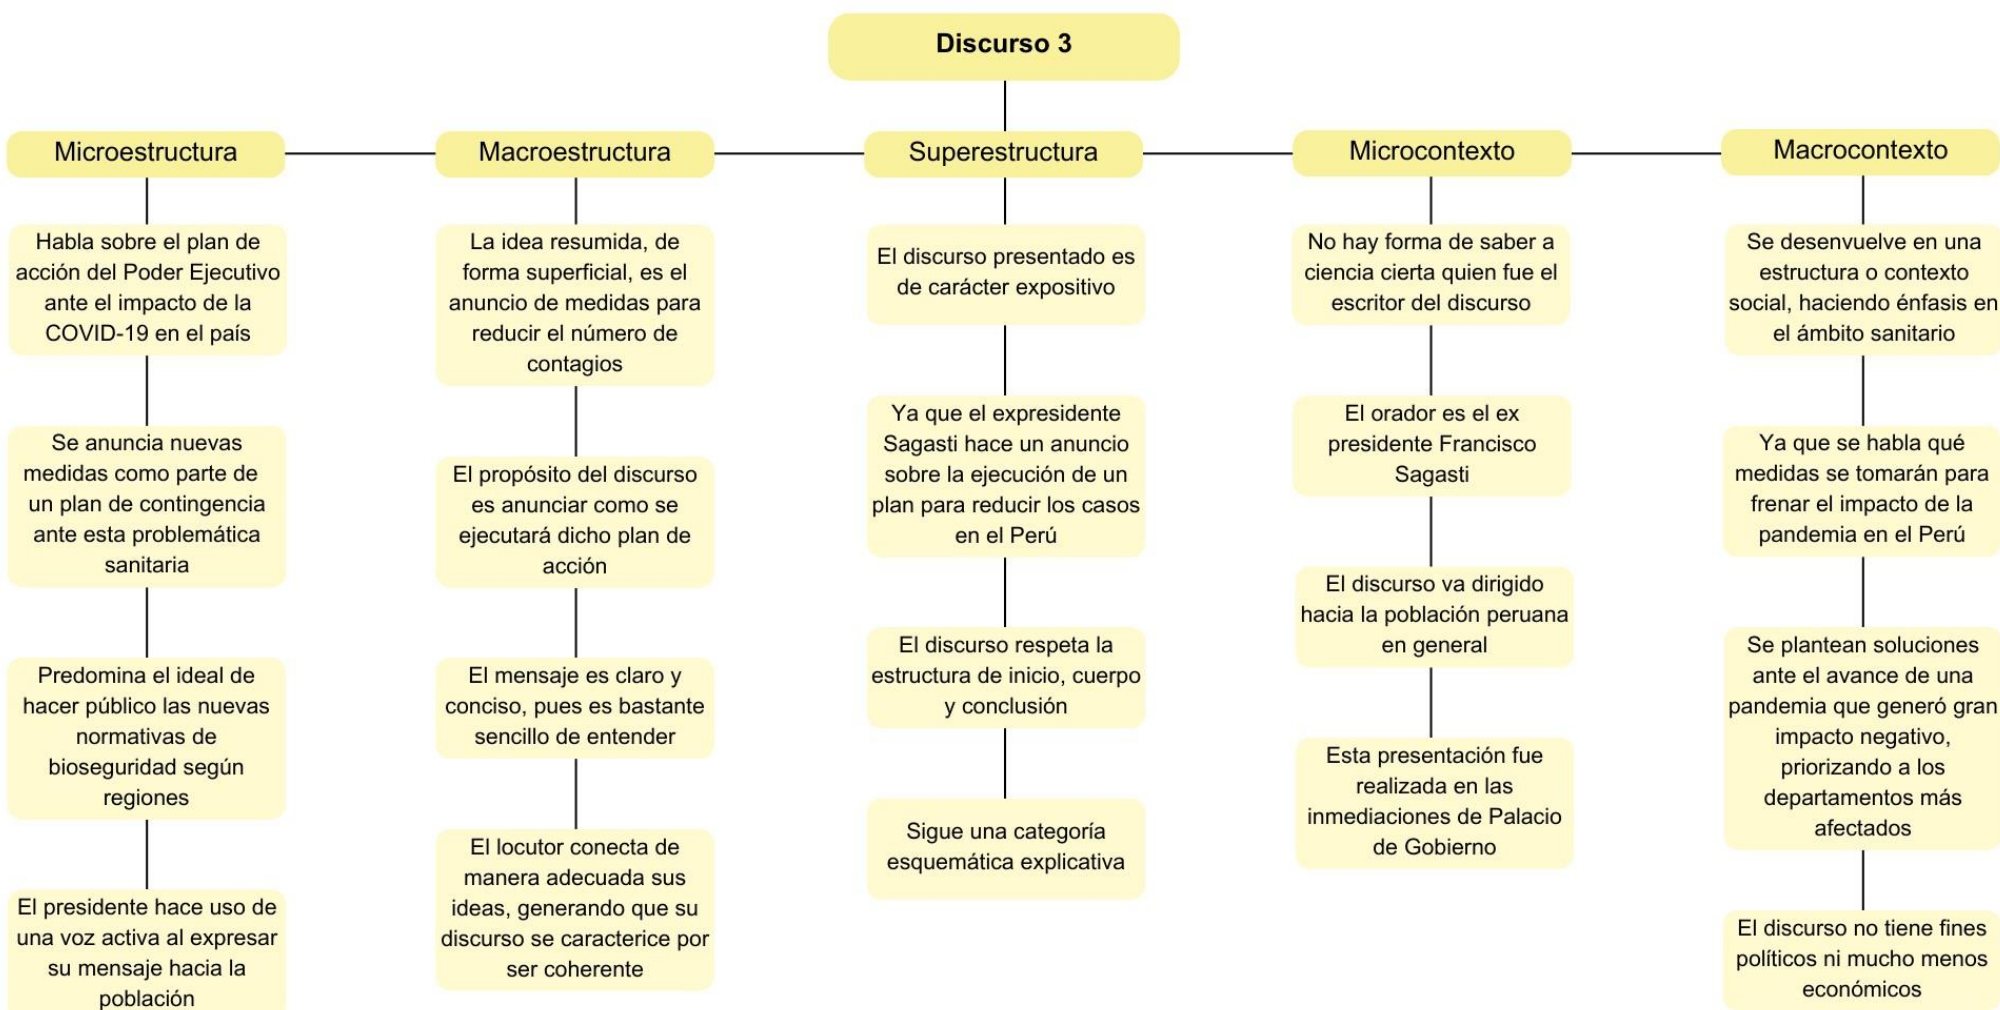 Discurso 3
Microestructura
Habla sobre el plan de
acción del Poder Ejecutivo
ante el impacto de la
COVID-19 en el país
Se anuncia nuevas
medidas como parte de
un plan de contingencia
ante esta problemática
sanitaria
Predomina el ideal de
hacer público las nuevas
normativas de
bioseguridad según
regiones
El presidente hace uso de
una voz activa al expresar
su mensaje hacia la
población
Macroestructura
La idea resumida, de
forma superficial, es el
anuncio de medidas para
reducir el número de
contagios
El propósito del discurso
es anunciar como se
ejecutará dicho plan de
acción
El mensaje es claro y
conciso, pues es bastante
sencillo de entender
El locutor conecta de
manera adecuada sus
ideas, generando que su
discurso se caracterice por
ser coherente
Superestructura
El discurso presentado es
de carácter expositivo
Ya que el expresidente
Sagasti hace un anuncio
sobre la ejecución de un
plan para reducir los casos
en el Perú
El discurso respeta la
estructura de inicio, cuerpo
y conclusión
Sigue una categoría
esquemática explicativa
Microcontexto
No hay forma de saber a
ciencia cierta quien fue el
escritor del discurso
El orador es el ex
presidente Francisco
Sagasti
El discurso va dirigido
hacia la población peruana
en general
Esta presentación fue
realizada en las
inmediaciones de Palacio
de Gobierno
Macrocontexto
Se desenvuelve en una
estructura o contexto
social, haciendo énfasis en
el ámbito sanitario
Ya que se habla qué
medidas se tomarán para
frenar el impacto de la
pandemia en el Perú
Se plantean soluciones
ante el avance de una
pandemia que generó gran
impacto negativo,
priorizando a los
departamentos más
afectados
El discurso no tiene fines
políticos ni mucho menos
económicos